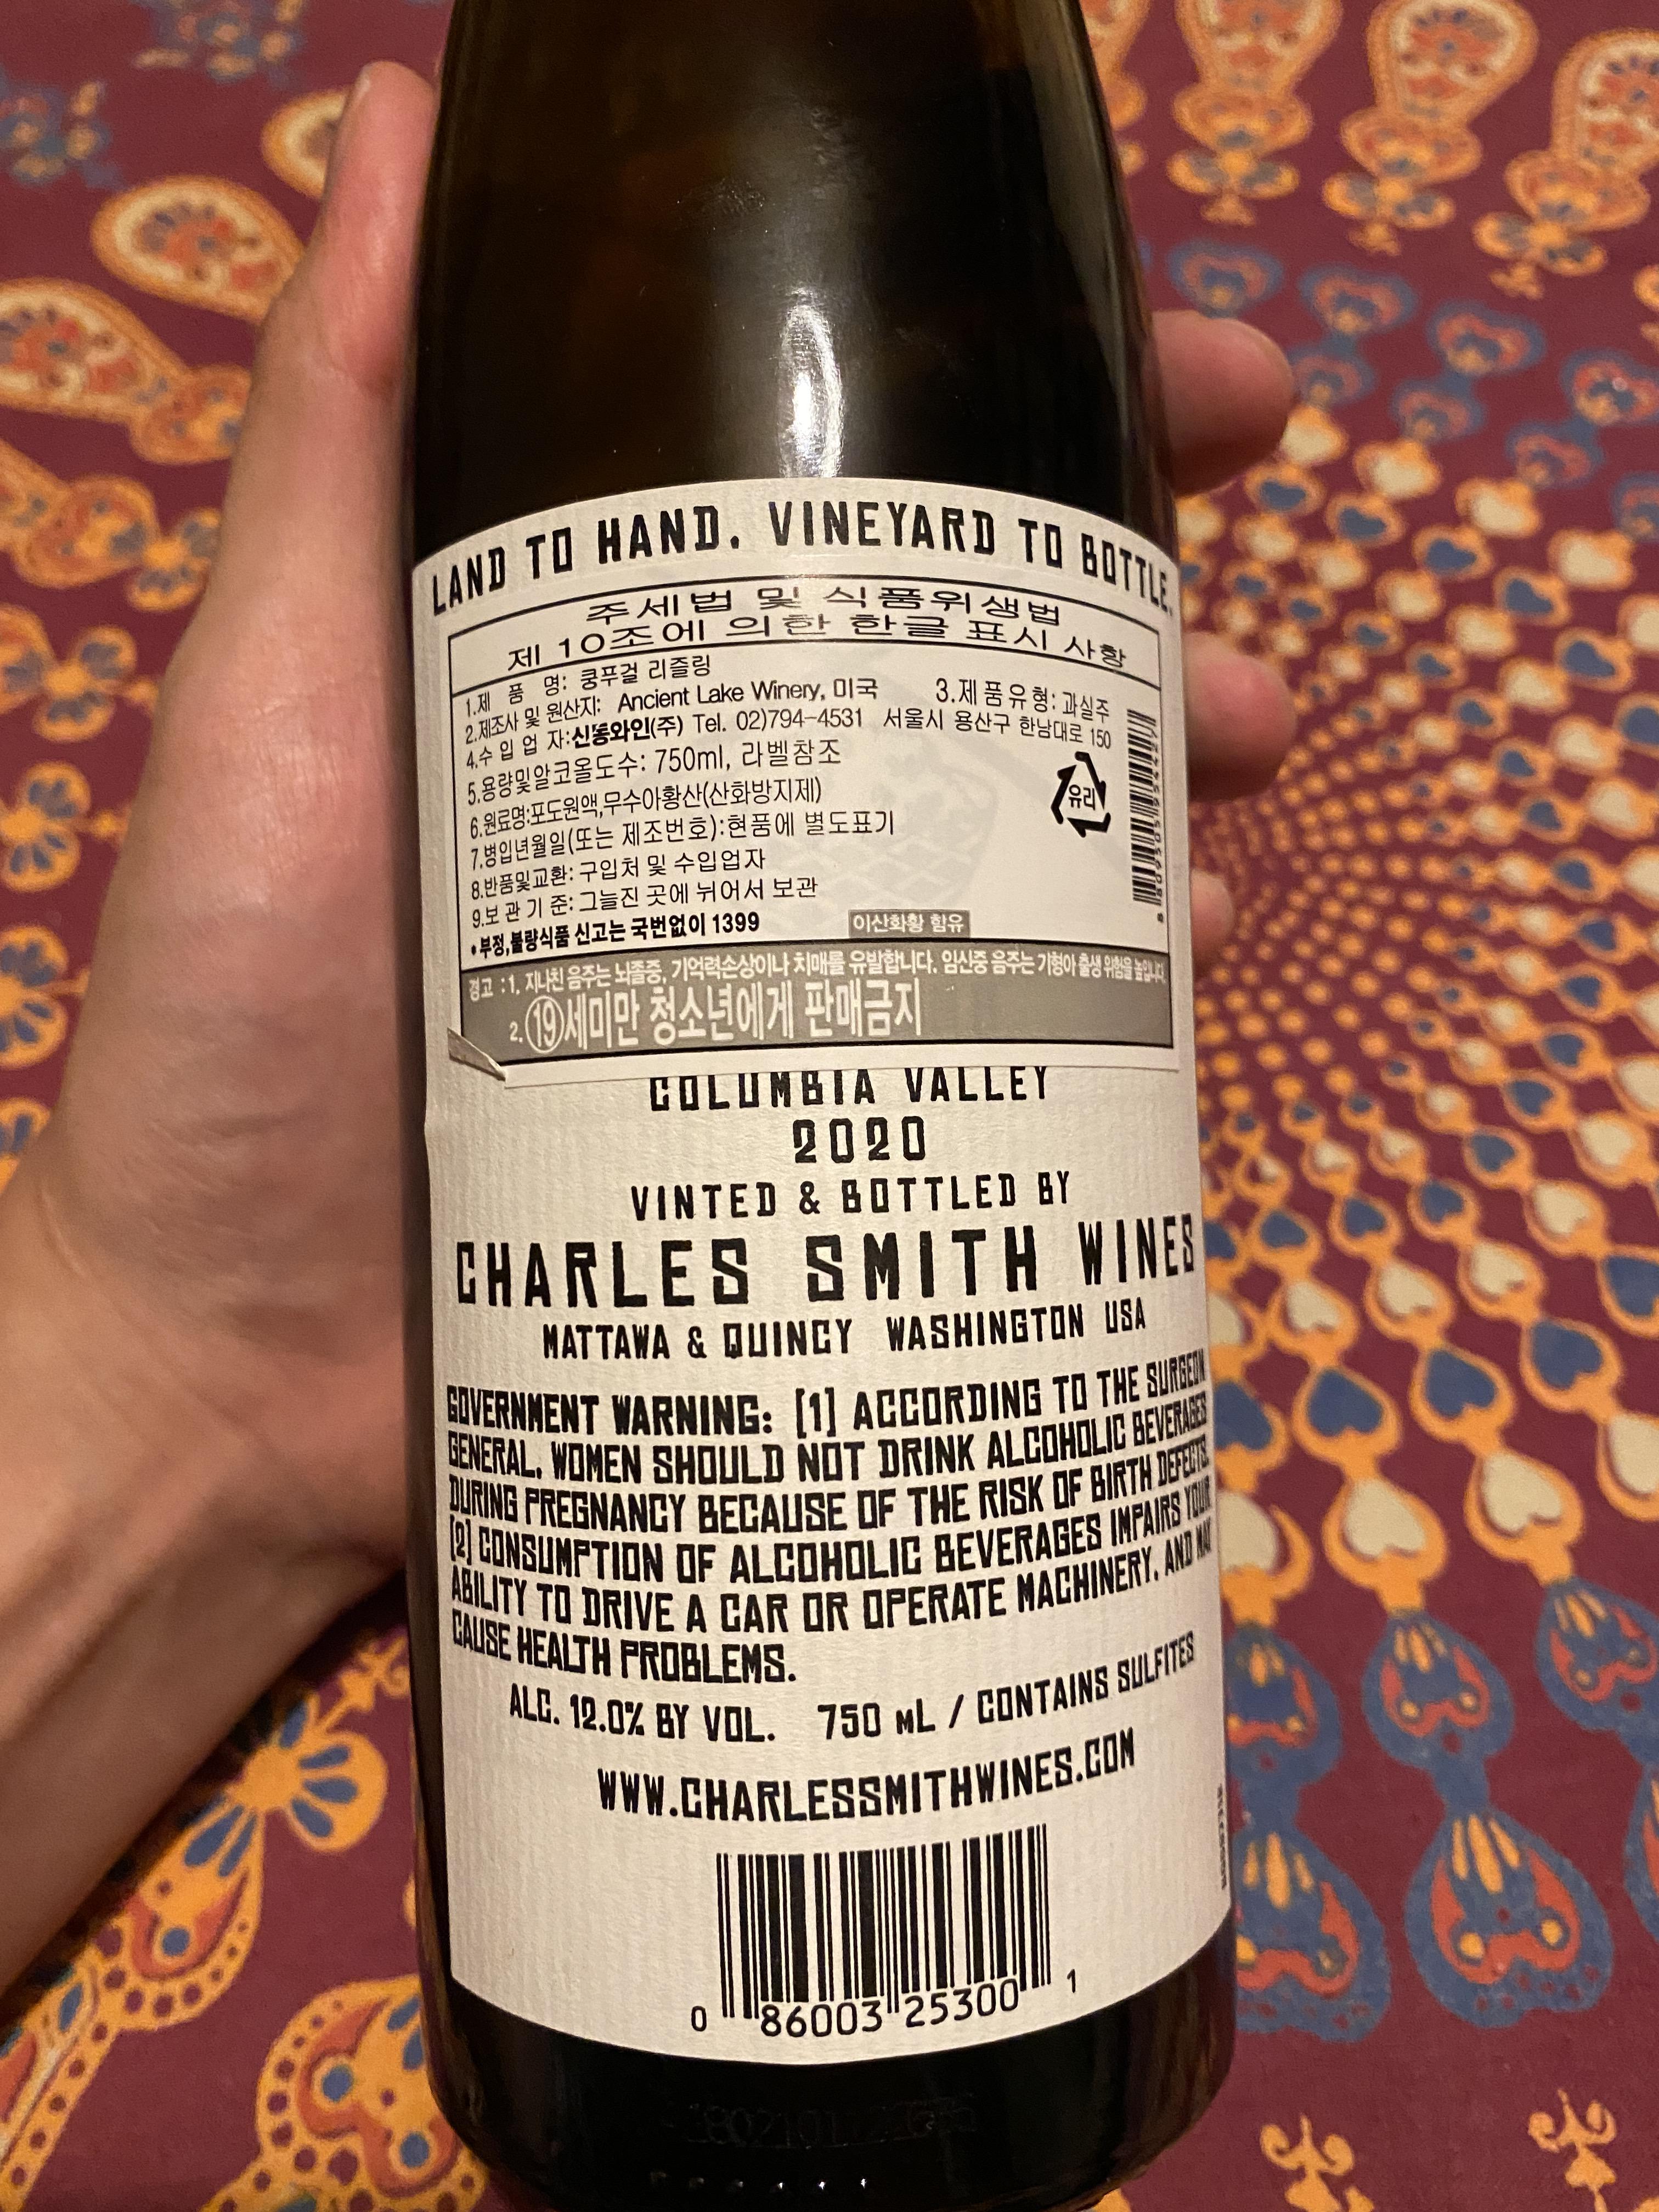 LAND TO HAND. VINEYARD TO BOTTLE.
주세법 및 식품위생법
제 10조에 의한 한글 표시 사항
1.제 품 명: 쿵푸걸 리즐링
2.제조사 및 원산지: Ancient Lake Winery, 미국 3.제품유형: 과실주
4.수 입 업 자:신동와인(주) Tel. 02)794-4531 서울시 용산구 한남대로 150
5.용량및알코올도수: 750ml, 라벨참조
6.원료명:포도원액,무수아황산(산화방지제)
유리
7.병입년월일(또는 제조번호):현품에 별도표기
8.반품및교환: 구입처 및 수입업자
9.보 관 기 준: 그늘진 곳에 뉘어서 보관
•부정,불량식품 신고는 국번없이 1399 이산화황 함유
경고 :1. 지나친 음주는 뇌졸중, 기억력손상이나 치매를 유발합니다. 임신중 음주는 기형아 출생 위험을 높입니다.
2. ⑲세미만 청소년에게 판매금지
COLUMBIA VALLEY
2020
VINTED & BOTTLED BY
CHARLES SMITH WINES
MATTAWA & QUINCY WASHINGTON USA
GOVERNMENT WARNING: [1] ACCORDING TO THE SURGEON
GENERAL, WOMEN SHOULD NOT DRINK ALCOHOLIC BEVERAGES
DURING PREGNANCY BECAUSE OF THE RISK OF BIRTH DEFECTS.
[2] CONSUMPTION OF ALCOHOLIC BEVERAGES IMPAIRS YOUR
ABILITY TO DRIVE A CAR OR OPERATE MACHINERY, AND MAY
CAUSE HEALTH PROBLEMS.
ALC. 12.0% BY VOL. 750 mL / CONTAINS SULFITES
WWW.CHARLESSMITHWINES.COM
0 86003 25300 1